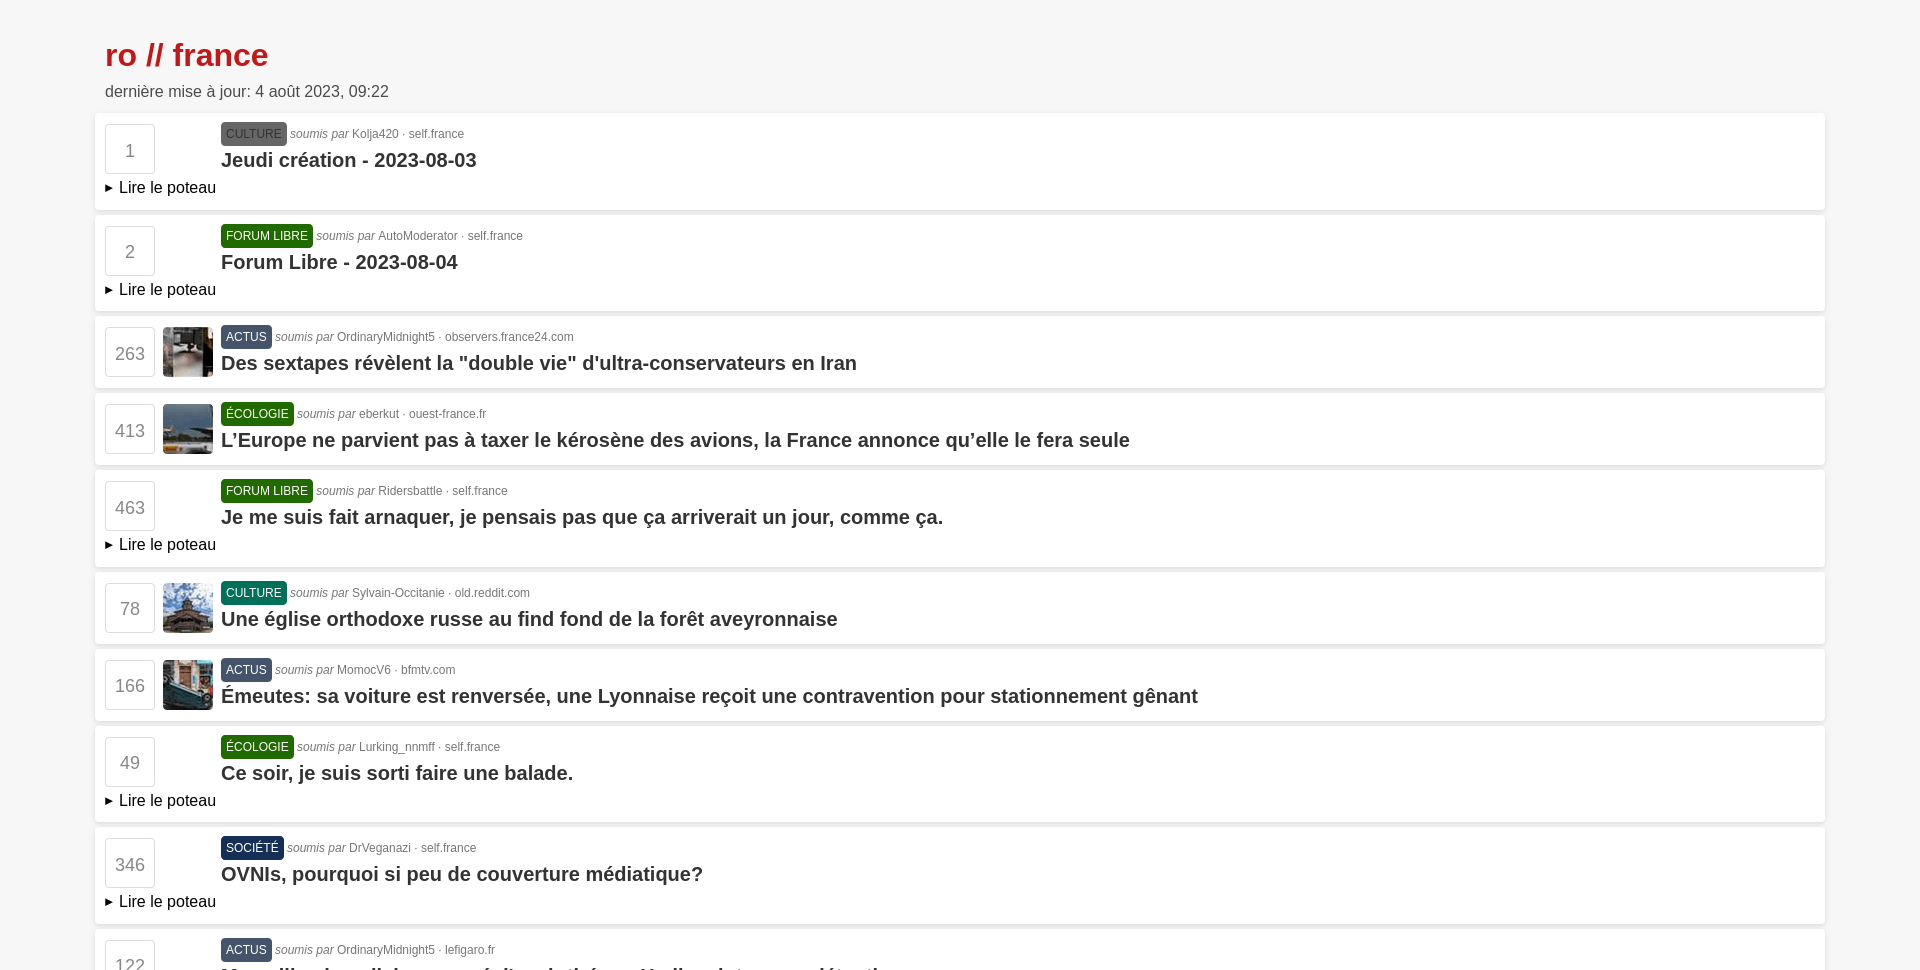 ro // france
dernière mise à jour: 4 août 2023, 09:22
1
CULTURE soumis par Kolja420 · self.france
Jeudi création - 2023-08-03
▸ Lire le poteau
2
FORUM LIBRE soumis par AutoModerator · self.france
Forum Libre - 2023-08-04
▸ Lire le poteau
263
ACTUS soumis par OrdinaryMidnight5 · observers.france24.com
Des sextapes révèlent la "double vie" d'ultra-conservateurs en Iran
413
ÉCOLOGIE soumis par eberkut · ouest-france.fr
L’Europe ne parvient pas à taxer le kérosène des avions, la France annonce qu’elle le fera seule
463
FORUM LIBRE soumis par Ridersbattle · self.france
Je me suis fait arnaquer, je pensais pas que ça arriverait un jour, comme ça.
▸ Lire le poteau
78
CULTURE soumis par Sylvain-Occitanie · old.reddit.com
Une église orthodoxe russe au find fond de la forêt aveyronnaise
166
ACTUS soumis par MomocV6 · bfmtv.com
Émeutes: sa voiture est renversée, une Lyonnaise reçoit une contravention pour stationnement gênant
49
ÉCOLOGIE soumis par Lurking_nnmff · self.france
Ce soir, je suis sorti faire une balade.
▸ Lire le poteau
346
SOCIÉTÉ soumis par DrVeganazi · self.france
OVNIs, pourquoi si peu de couverture médiatique?
▸ Lire le poteau
122
ACTUS soumis par OrdinaryMidnight5 · lefigaro.fr